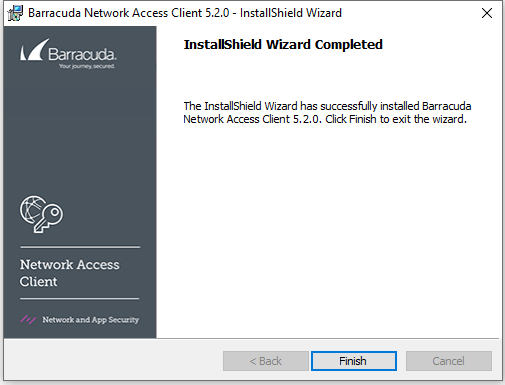 Barracuda Network Access Client 5.2.0 - InstallShield Wizard
Barracuda.
Your journey, secured.
InstallShield Wizard Completed
The InstallShield Wizard has successfully installed Barracuda
Network Access Client 5.2.0. Click Finish to exit the wizard.
Network Access
Client
Network and App Security
< Back
Finish
Cancel